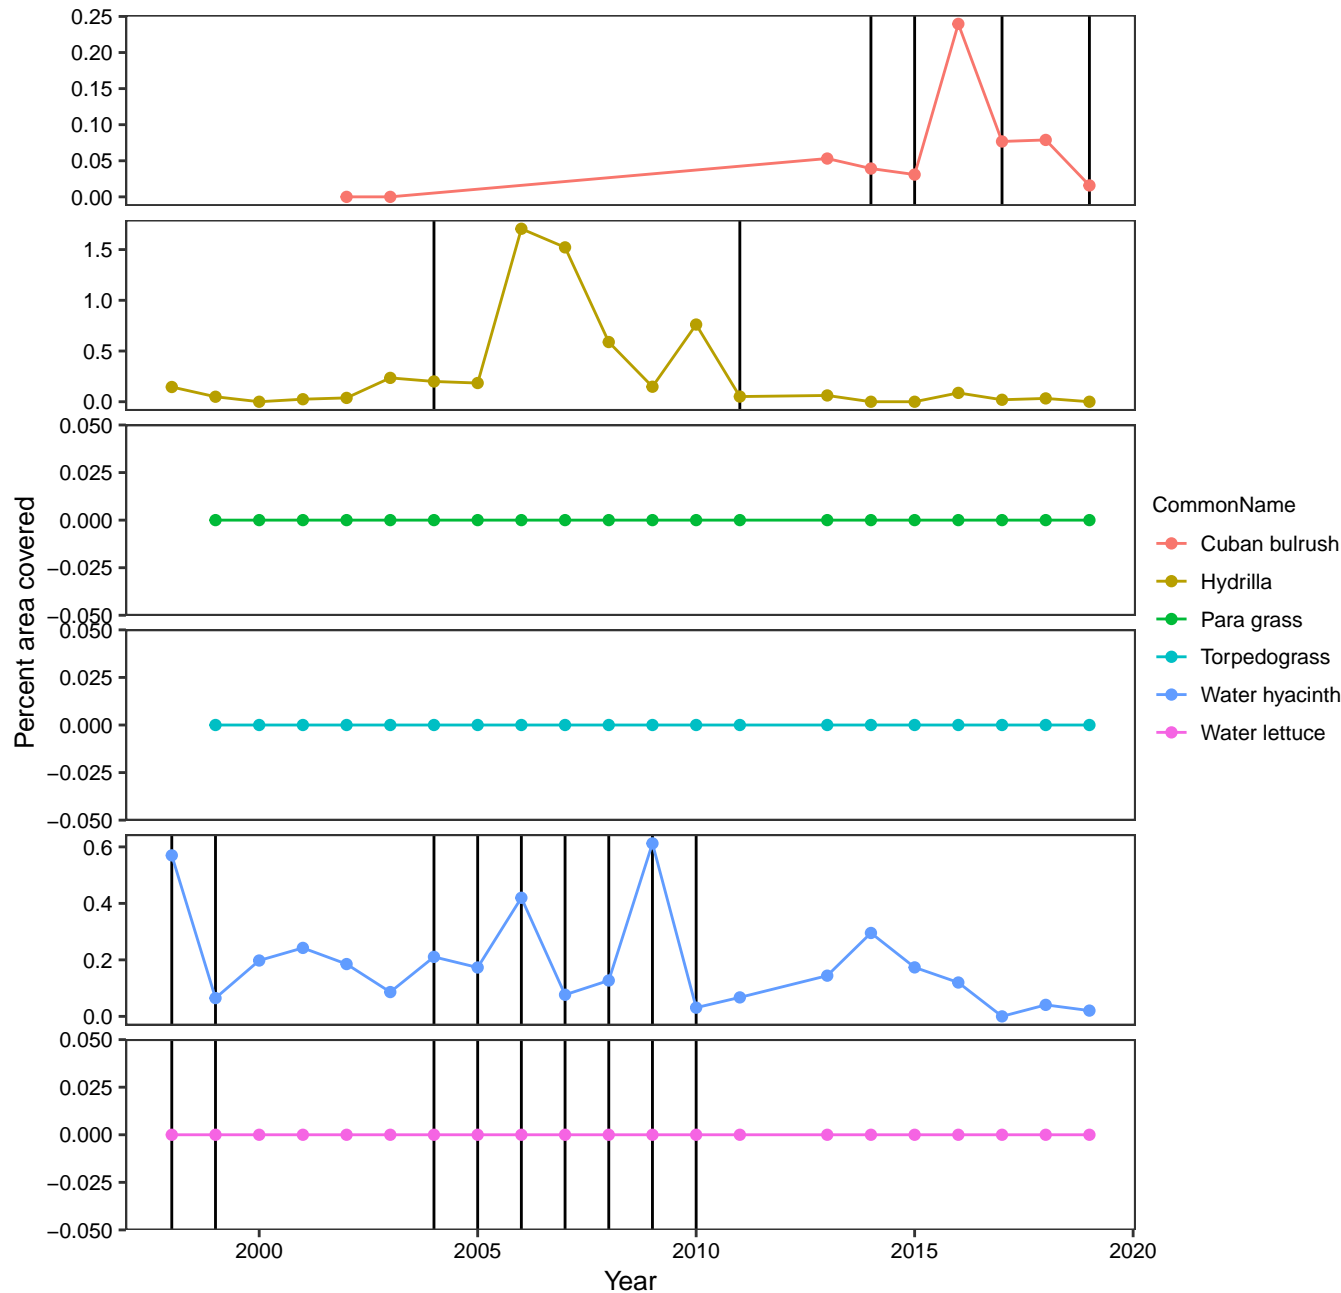 0.25
0.20
0.15
0.10
0.05
0.00
1.5
1.0
0.5
0.0
0.050
0.025
0.000
−0.025
−0.050
0.050
0.025
0.000
−0.025
−0.050
0.6
0.4
0.2
0.0
0.050
0.025
0.000
−0.025
−0.050
2000 2005 2010 2015 2020
Year
Percent area covered
CommonName
Cuban bulrush
Hydrilla
Para grass
Torpedograss
Water hyacinth
Water lettuce